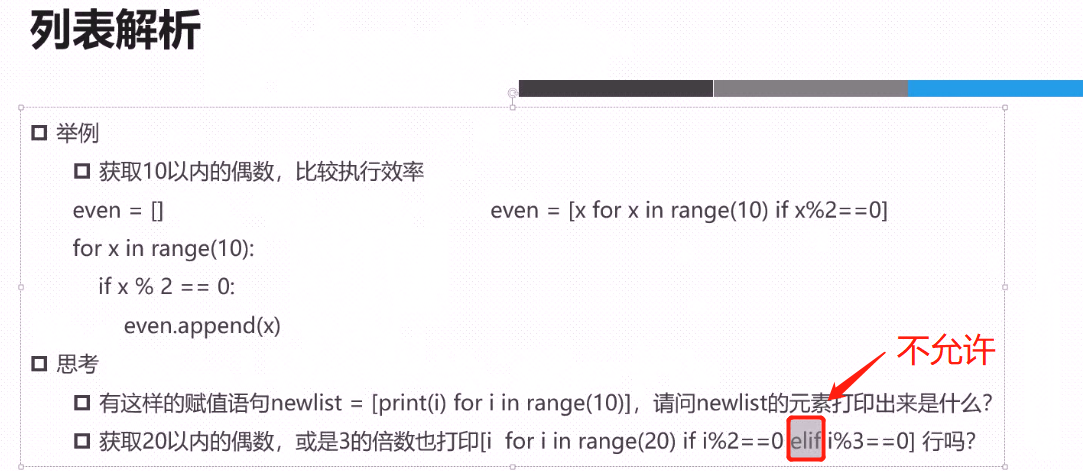 列表解析
举例
获取10以内的偶数，比较执行效率
even = []
even = [x for x in range(10) if x%2==0]
for x in range(10):
if x % 2 == 0:
even.append(x)
思考
不允许
有这样的赋值语句newlist = [print(i) for i in range(10)]，请问newlist的元素打印出来是什么？
获取20以内的偶数，或是3的倍数也打印[i  for i in range(20) if i%2==0 elif i%3==0] 行吗？